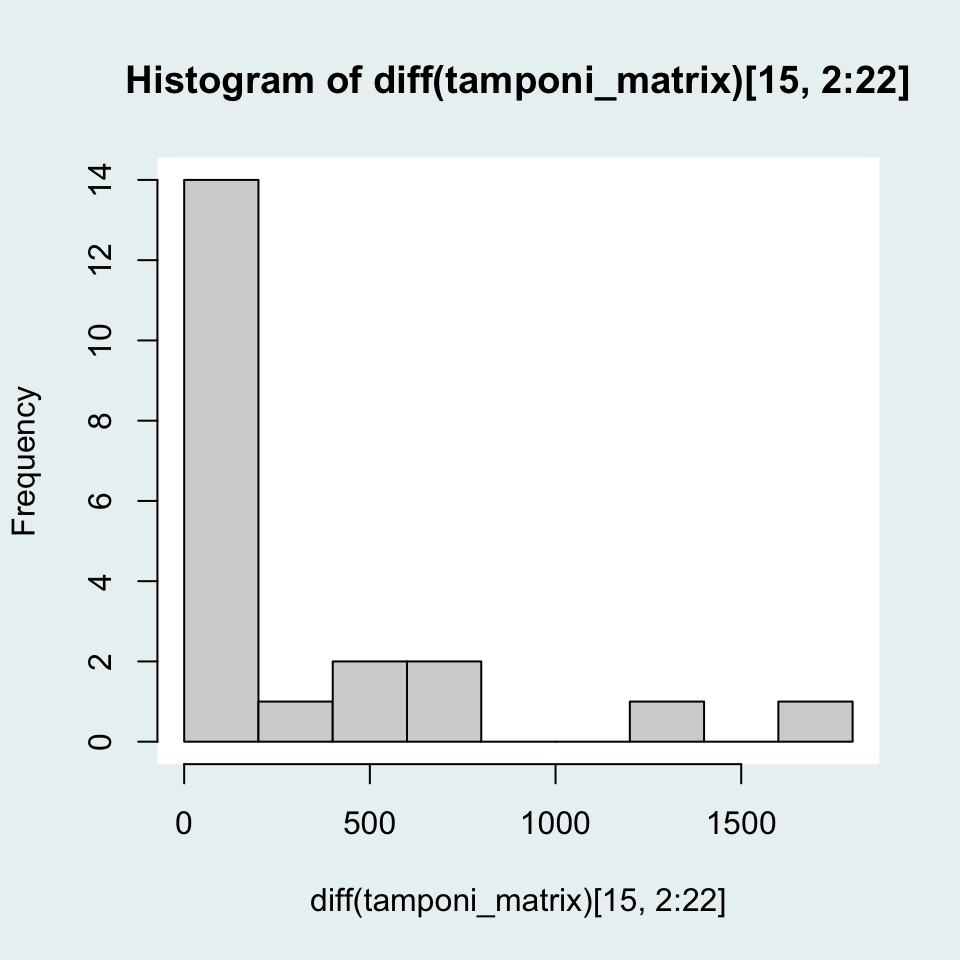 Histogram of diff(tamponi_matrix)[15, 2:22]
Frequency
14
12
10
8
6
4
2
0
0 500 1000 1500
diff(tamponi_matrix)[15, 2:22]